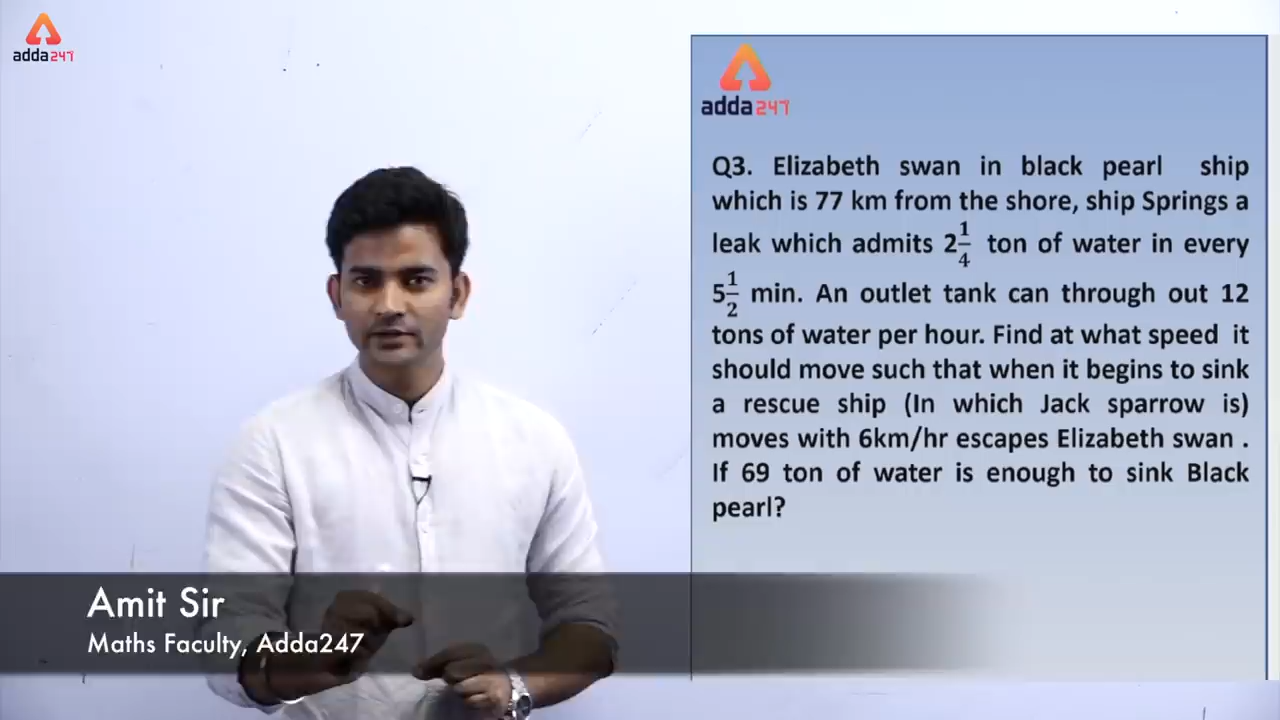 adda247
adda247
Q3. Elizabeth swan in black pearl ship
which is 77 km from the shore, ship Springs a
leak which admits 2 1/4 ton of water in every
5 1/2 min. An outlet tank can through out 12
tons of water per hour. Find at what speed it
should move such that when it begins to sink
a rescue ship (In which Jack sparrow is)
moves with 6km/hr escapes Elizabeth swan .
If 69 ton of water is enough to sink Black
pearl?
Amit Sir
Maths Faculty, Adda247